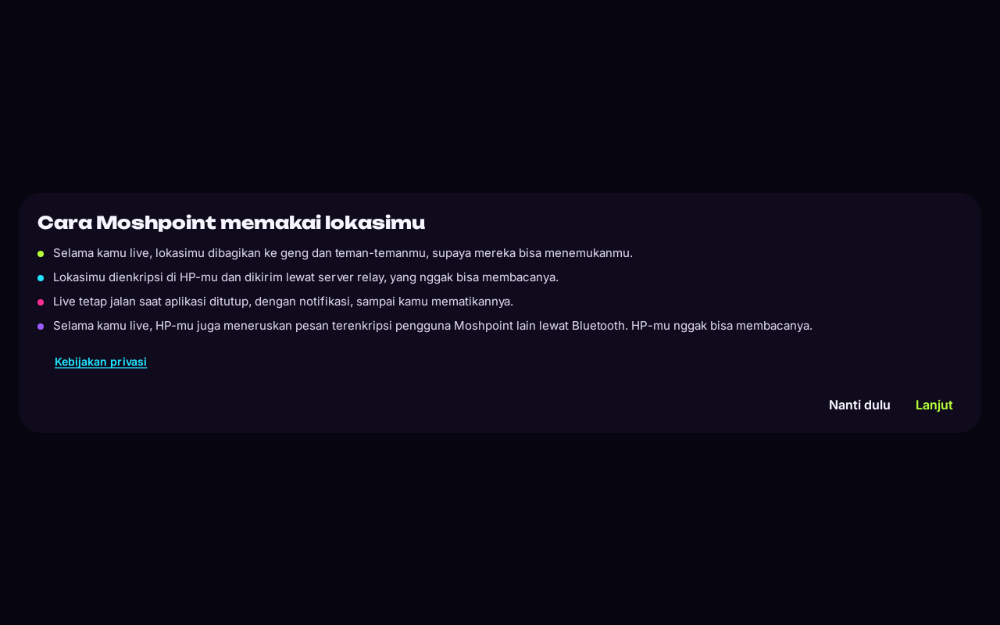 Cara Moshpoint memakai lokasimu
Selama kamu live, lokasimu dibagikan ke geng dan teman-temanmu, supaya mereka bisa menemukanmu.
Lokasimu dienkripsi di HP-mu dan dikirim lewat server relay, yang nggak bisa membacanya.
Live tetap jalan saat aplikasi ditutup, dengan notifikasi, sampai kamu mematikannya.
Selama kamu live, HP-mu juga meneruskan pesan terenkripsi pengguna Moshpoint lain lewat Bluetooth. HP-mu nggak bisa membacanya.
Kebijakan privasi
Nanti dulu Lanjut